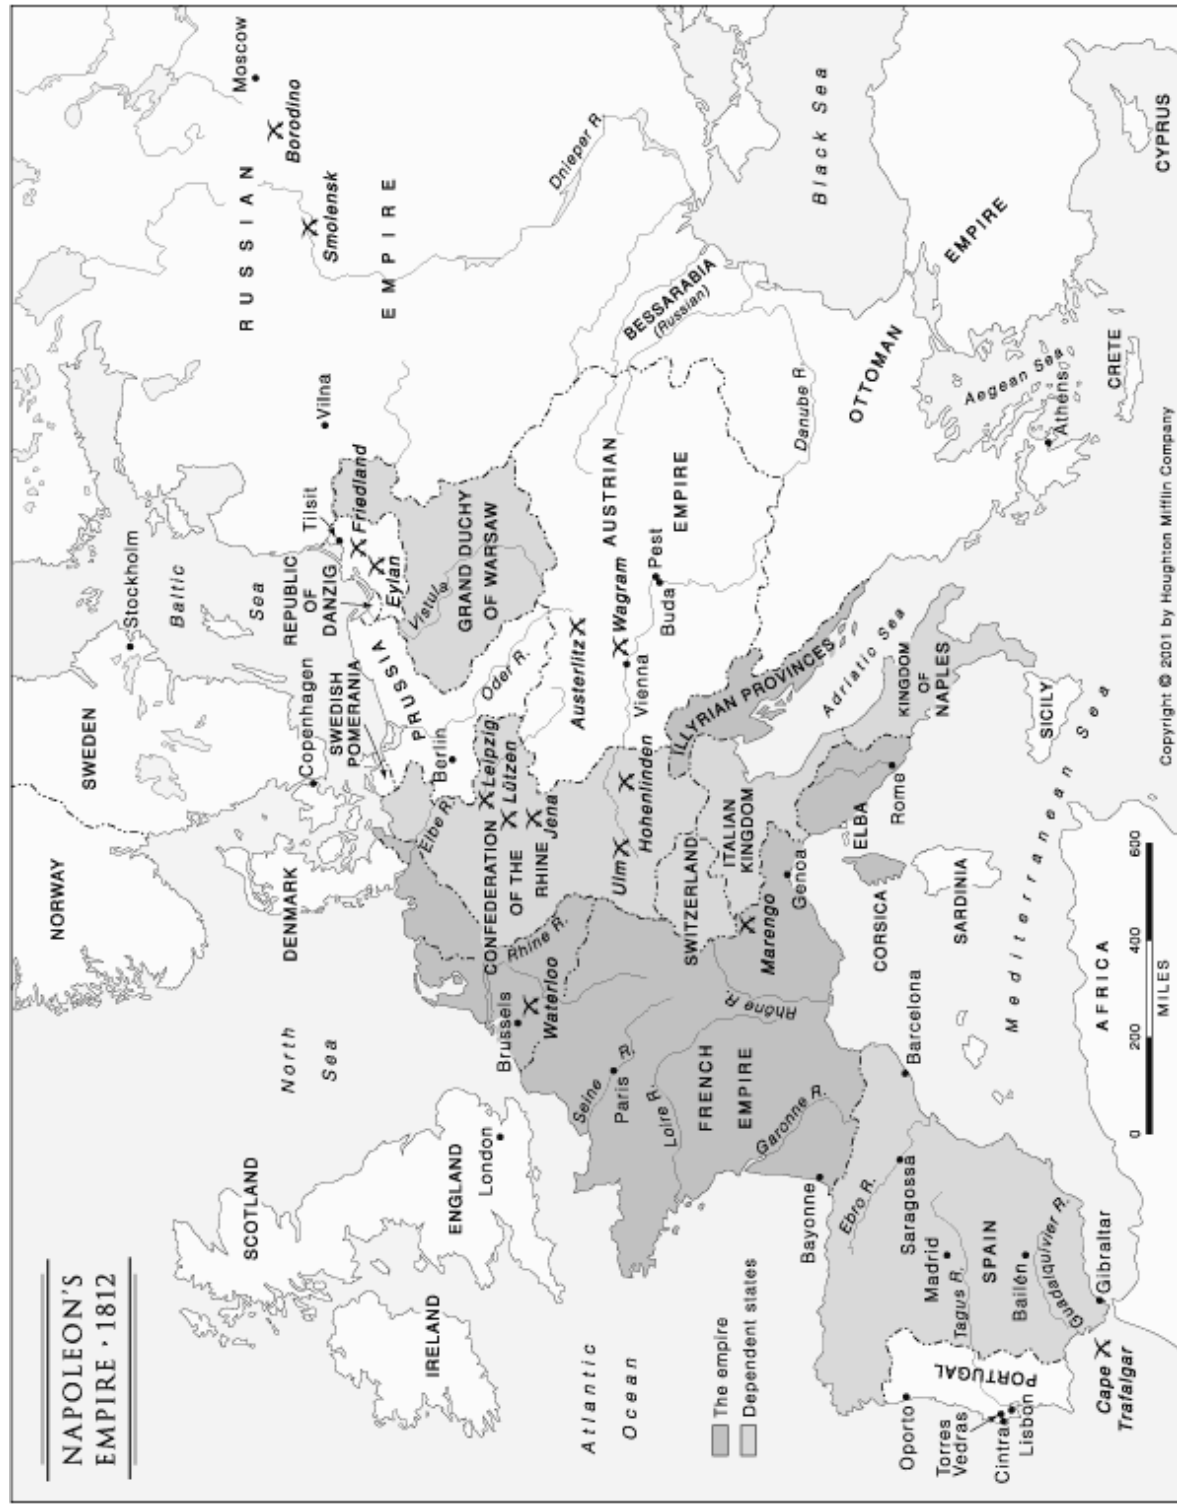 NAPOLEON'S
EMPIRE · 1812
NORWAY
SWEDEN
Stockholm
Baltic
Sea
RUSSIAN
EMPIRE
Moscow
Borodino
Smolensk
Vilna
North
Sea
DENMARK
Copenhagen
SWEDISH
POMERANIA
REPUBLIC
OF
DANZIG
Tilsit
Friedland
Eylan
SCOTLAND
IRELAND
ENGLAND
London
PRUSSIA
Berlin
Vistula
GRAND DUCHY
OF WARSAW
Elbe R.
Oder R.
CONFEDERATION
OF THE
RHINE
Leipzig
Lützen
Jena
Rhine R.
Brussels
Waterloo
Austerlitz
Dnieper R.
Atlantic
Ocean
Seine R.
Paris
Loire R.
FRENCH
EMPIRE
Garonne R.
Rhône R.
Ulm
Hohenlinden
Vienna
Wagram
AUSTRIAN
EMPIRE
Buda
Pest
BESSARABIA
(Russian)
SWITZERLAND
ITALIAN
KINGDOM
Marengo
Genoa
ILLYRIAN PROVINCES
Adriatic Sea
Danube R.
Black Sea
OTTOMAN
EMPIRE
Bayonne
Ebro R.
Saragossa
Barcelona
Madrid
Tagus R.
SPAIN
Bailén
Guadalquivier R.
Gibraltar
PORTUGAL
Oporto
Torres
Vedras
Cintra
Lisbon
Cape
Trafalgar
CORSICA
ELBA
Rome
SARDINIA
KINGDOM
OF
NAPLES
SICILY
Mediterranean Sea
AFRICA
Aegean Sea
Athens
CRETE
CYPRUS
The empire
Dependent states
0 200 400 600
MILES
Copyright © 2001 by Houghton Mifflin Company